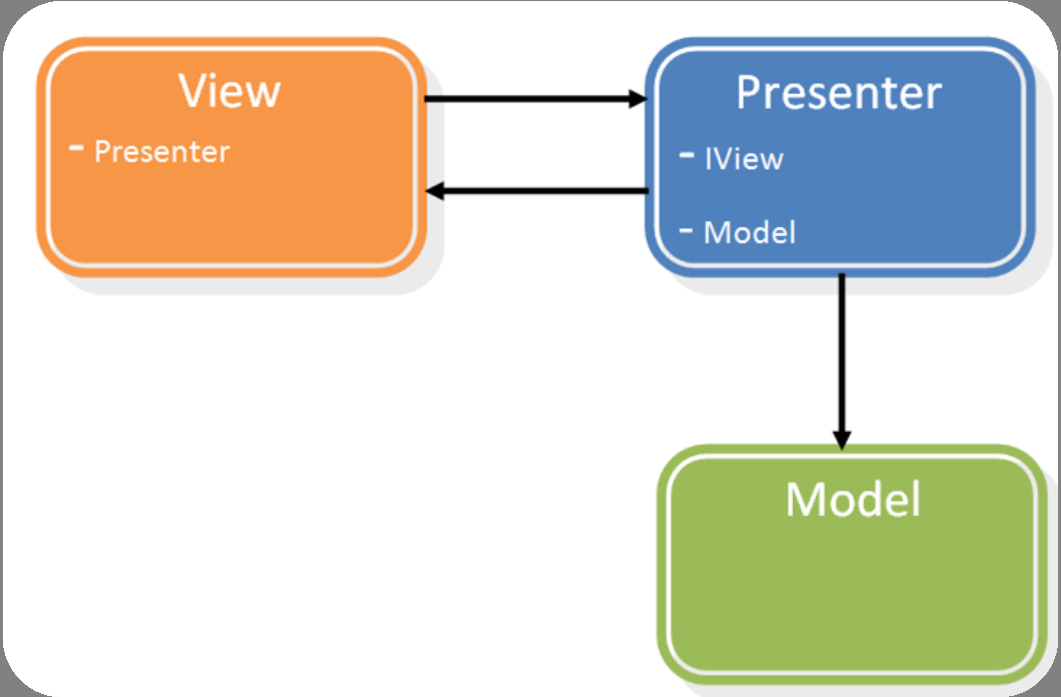 View
- Presenter
Presenter
- IView
- Model
Model